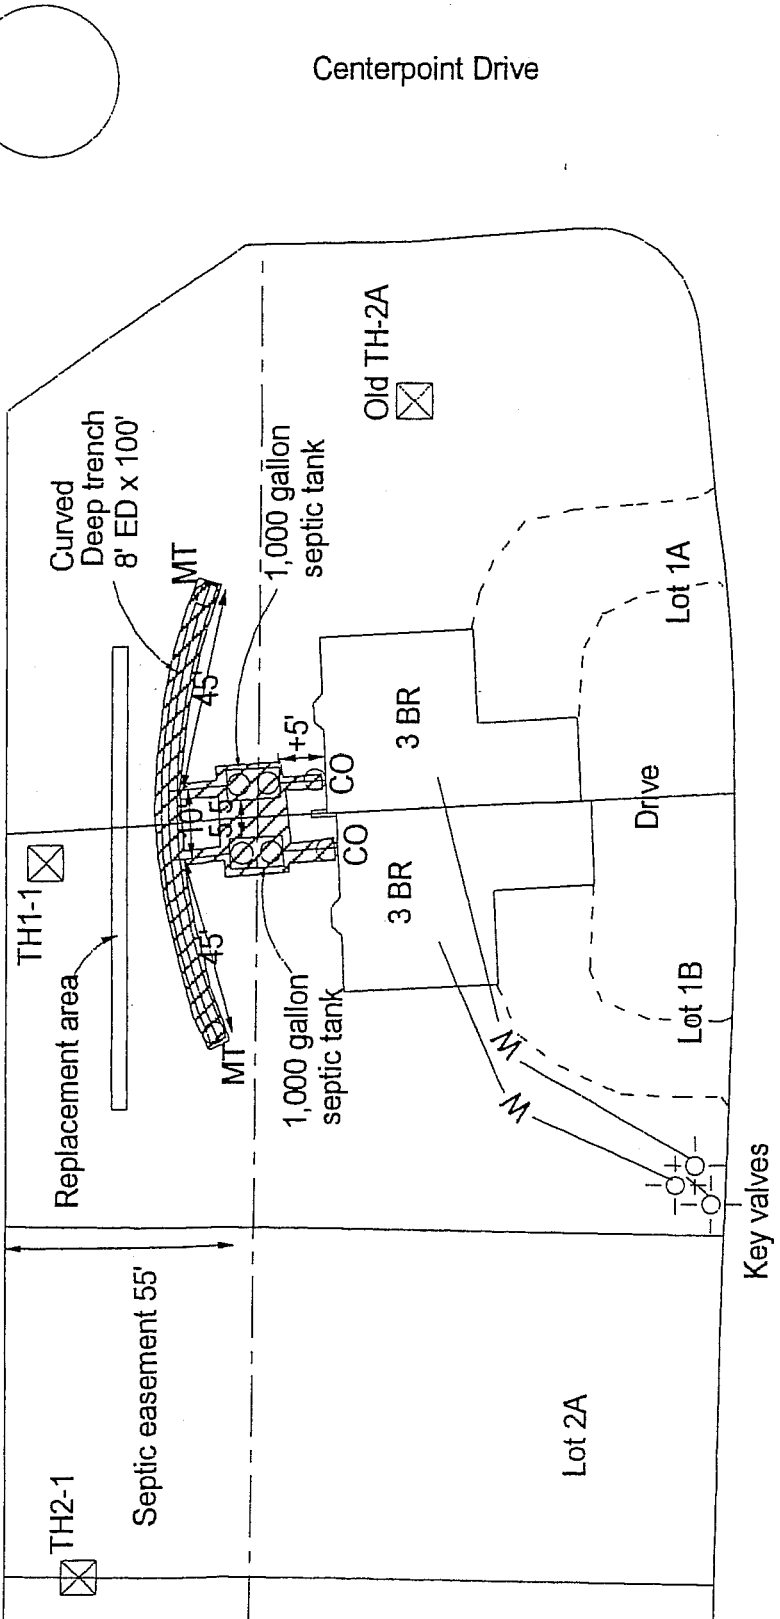 Centerpoint Drive
Old TH-2A
Curved
Deep trench
8' ED x 100'
MT
1,000 gallon
septic tank
45'
+5'
CO
3 BR
Lot 1A
10'
5.5'
Drive
TH1-1
CO
3 BR
45'
Replacement area
MT
1,000 gallon
septic tank
Lot 1B
W
W
Key valves
Septic easement 55'
TH2-1
Lot 2A